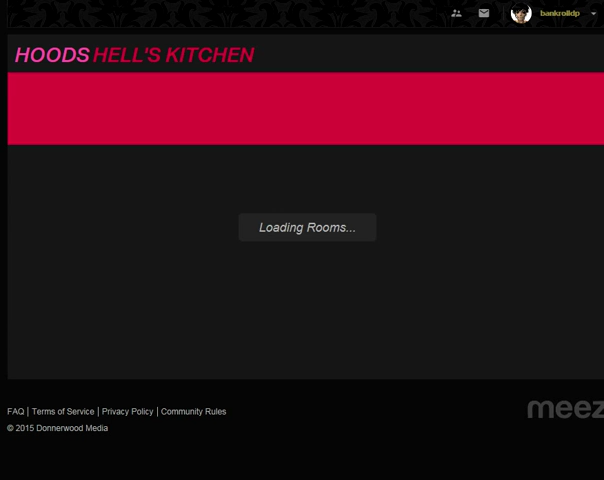 bankrolldp
HOODS HELL'S KITCHEN
Loading Rooms...
meez
FAQ | Terms of Service | Privacy Policy | Community Rules
© 2015 Donnerwood Media